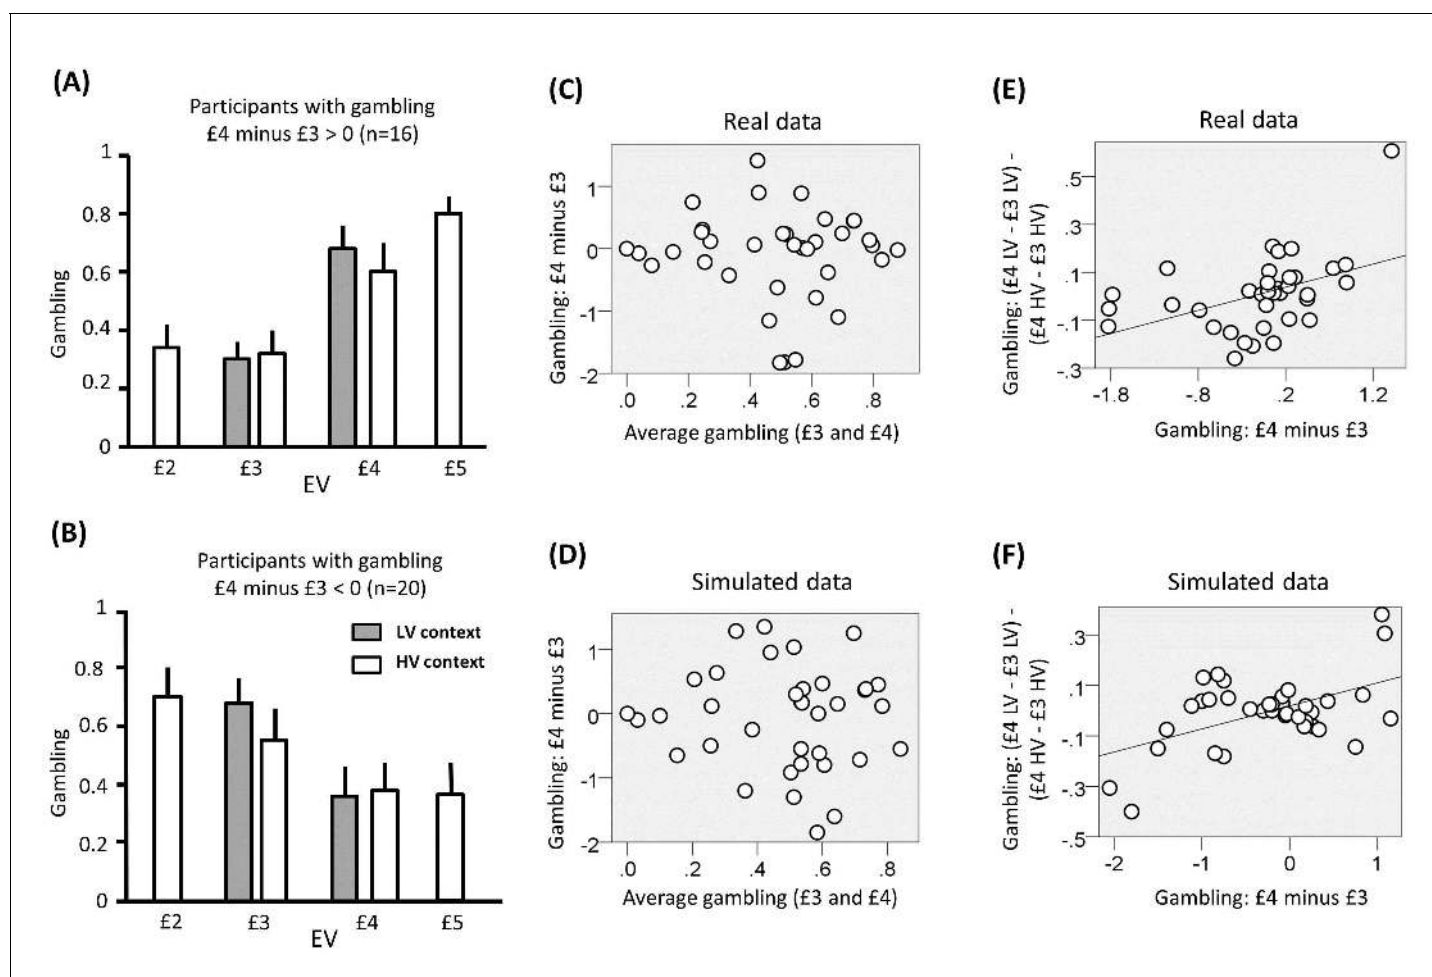 (A)
Participants with gambling
£4 minus £3 > 0 (n=16)
1
0.8
0.6
0.4
0.2
0
Gambling
£2
£3
£4
£5
EV
(B)
Participants with gambling
£4 minus £3 < 0 (n=20)
1
0.8
0.6
0.4
0.2
0
Gambling
LV context
HV context
£2
£3
£4
£5
EV
(C)
Real data
Gambling: £4 minus £3
1
0
-1
-2
.0
.2
.4
.6
.8
Average gambling (£3 and £4)
(D)
Simulated data
Gambling: £4 minus £3
1
0
-1
-2
.0
.2
.4
.6
.8
Average gambling (£3 and £4)
(E)
Real data
Gambling: (£4 LV - £3 LV) -
(£4 HV - £3 HV)
.5
.3
.1
-.1
-.3
-1.8
-.8
.2
1.2
Gambling: £4 minus £3
(F)
Simulated data
Gambling: (£4 LV - £3 LV) -
(£4 HV - £3 HV)
.3
.1
-.1
-.3
-.5
-2
-1
0
1
Gambling: £4 minus £3